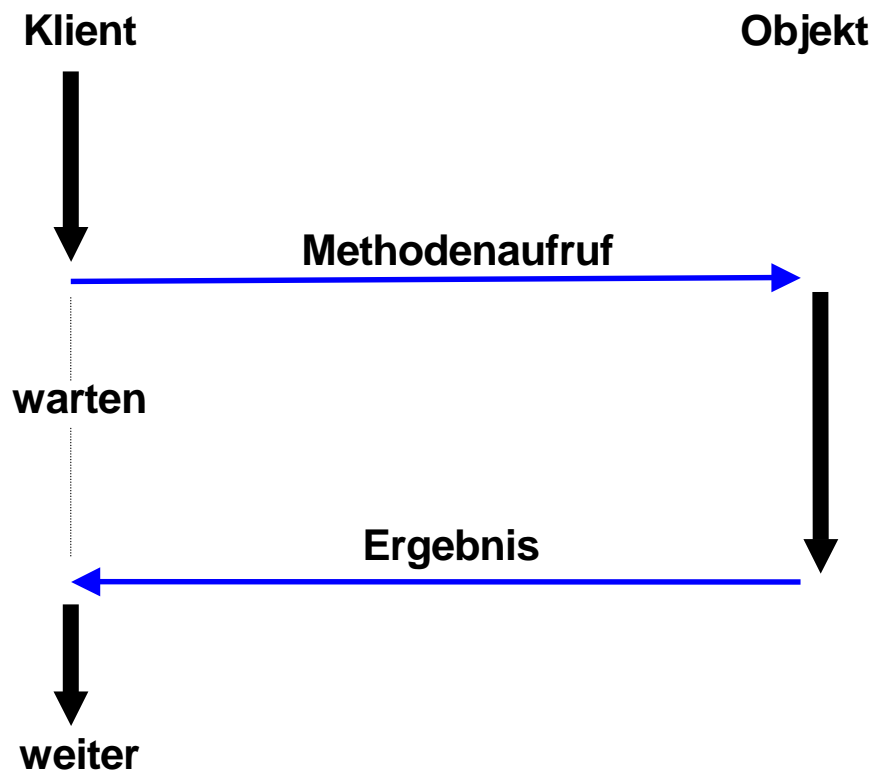 Klient
Objekt
Methodenaufruf
warten
Ergebnis
weiter